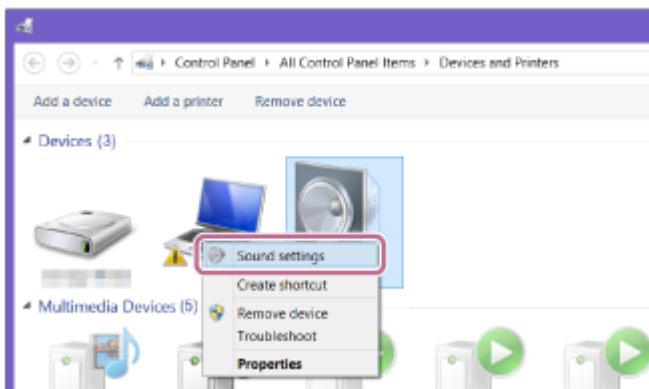 Control Panel All Control Panel Items Devices and Printers
Add a device Add a printer Remove device
Devices (3)
Sound settings
Create shortcut
Multimedia Devices (5)
Remove device
Troubleshoot
Properties